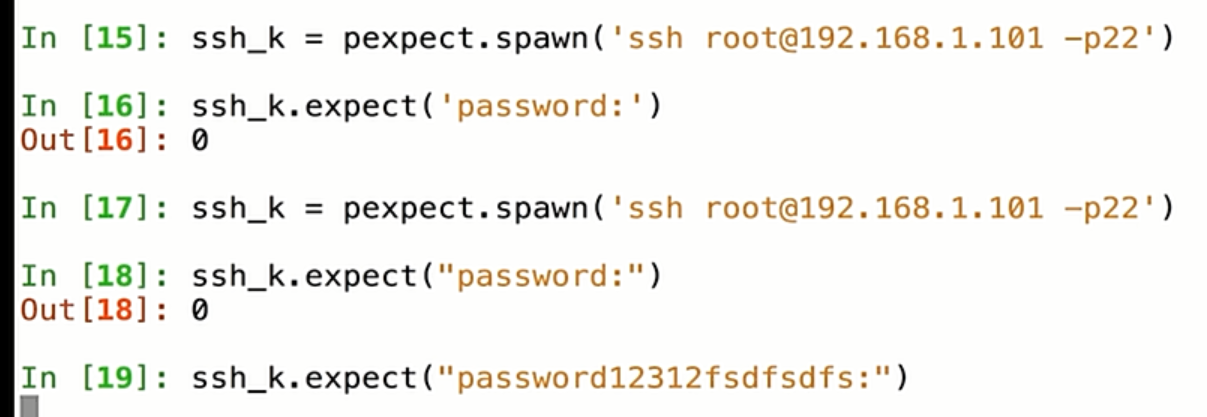 In [15]: ssh_k = pexpect.spawn('ssh root@192.168.1.101 -p22')
In [16]: ssh_k.expect('password:')
Out[16]: 0
In [17]: ssh_k = pexpect.spawn('ssh root@192.168.1.101 -p22')
In [18]: ssh_k.expect("password:")
Out[18]: 0
In [19]: ssh_k.expect("password12312fsdfsdfs:")